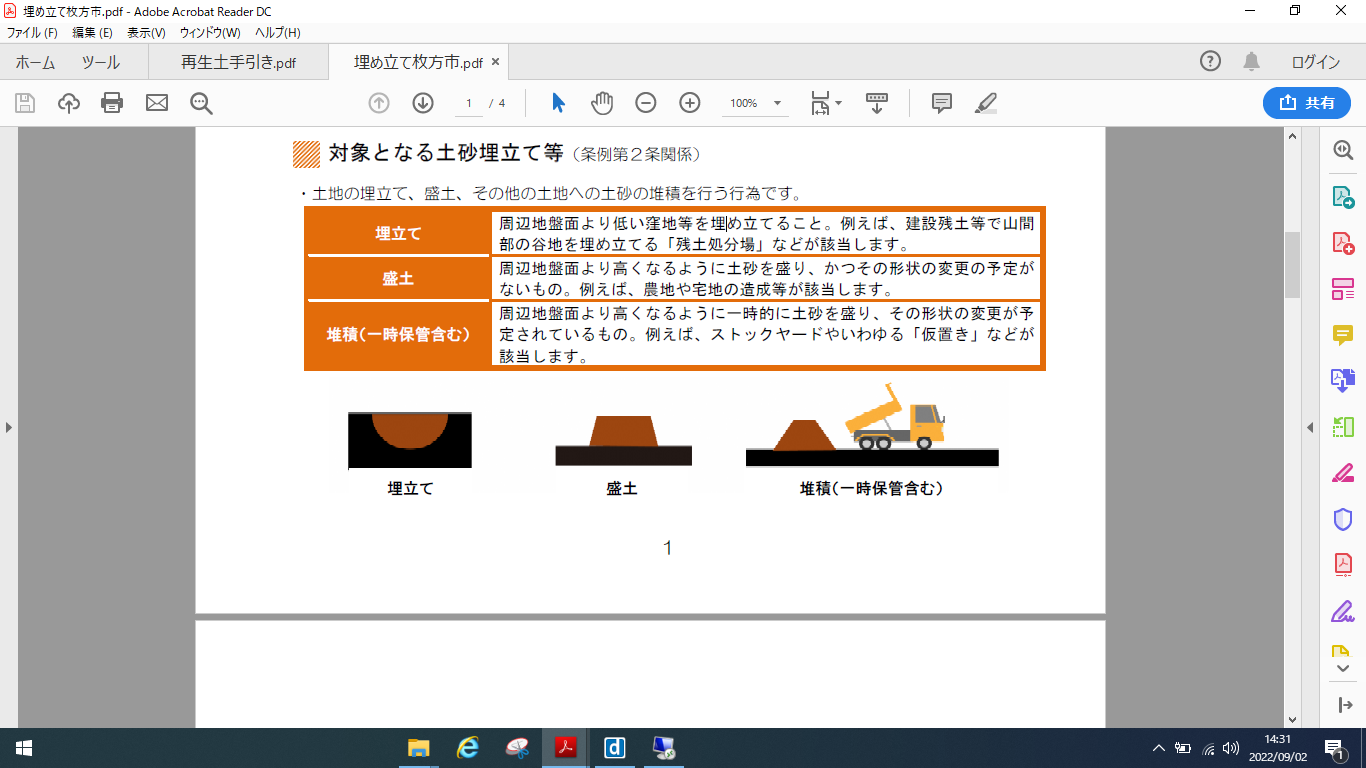 埋め立て枚方市.pdf - Adobe Acrobat Reader DC
ファイル(F) 編集(E) 表示(V) ウィンドウ(W) ヘルプ(H)
ホーム ツール 再生土手引き.pdf 埋め立て枚方市.pdf × ログイン
1 / 4 100% 共有
対象となる土砂埋立て等（条例第２条関係）
・土地の埋立て、盛土、その他の土地への土砂の堆積を行う行為です。
埋立て
周辺地盤面より低い窪地等を埋め立てること。例えば、建設残土等で山間
部の谷地を埋め立てる「残土処分場」などが該当します。
盛土
周辺地盤面より高くなるように土砂を盛り、かつその形状の変更の予定が
ないもの。例えば、農地や宅地の造成等が該当します。
堆積(一時保管含む)
周辺地盤面より高くなるように一時的に土砂を盛り、その形状の変更が予
定されているもの。例えば、ストックヤードやいわゆる「仮置き」などが
該当します。
埋立て 盛土 堆積(一時保管含む)
1
14:31
2022/09/02
1